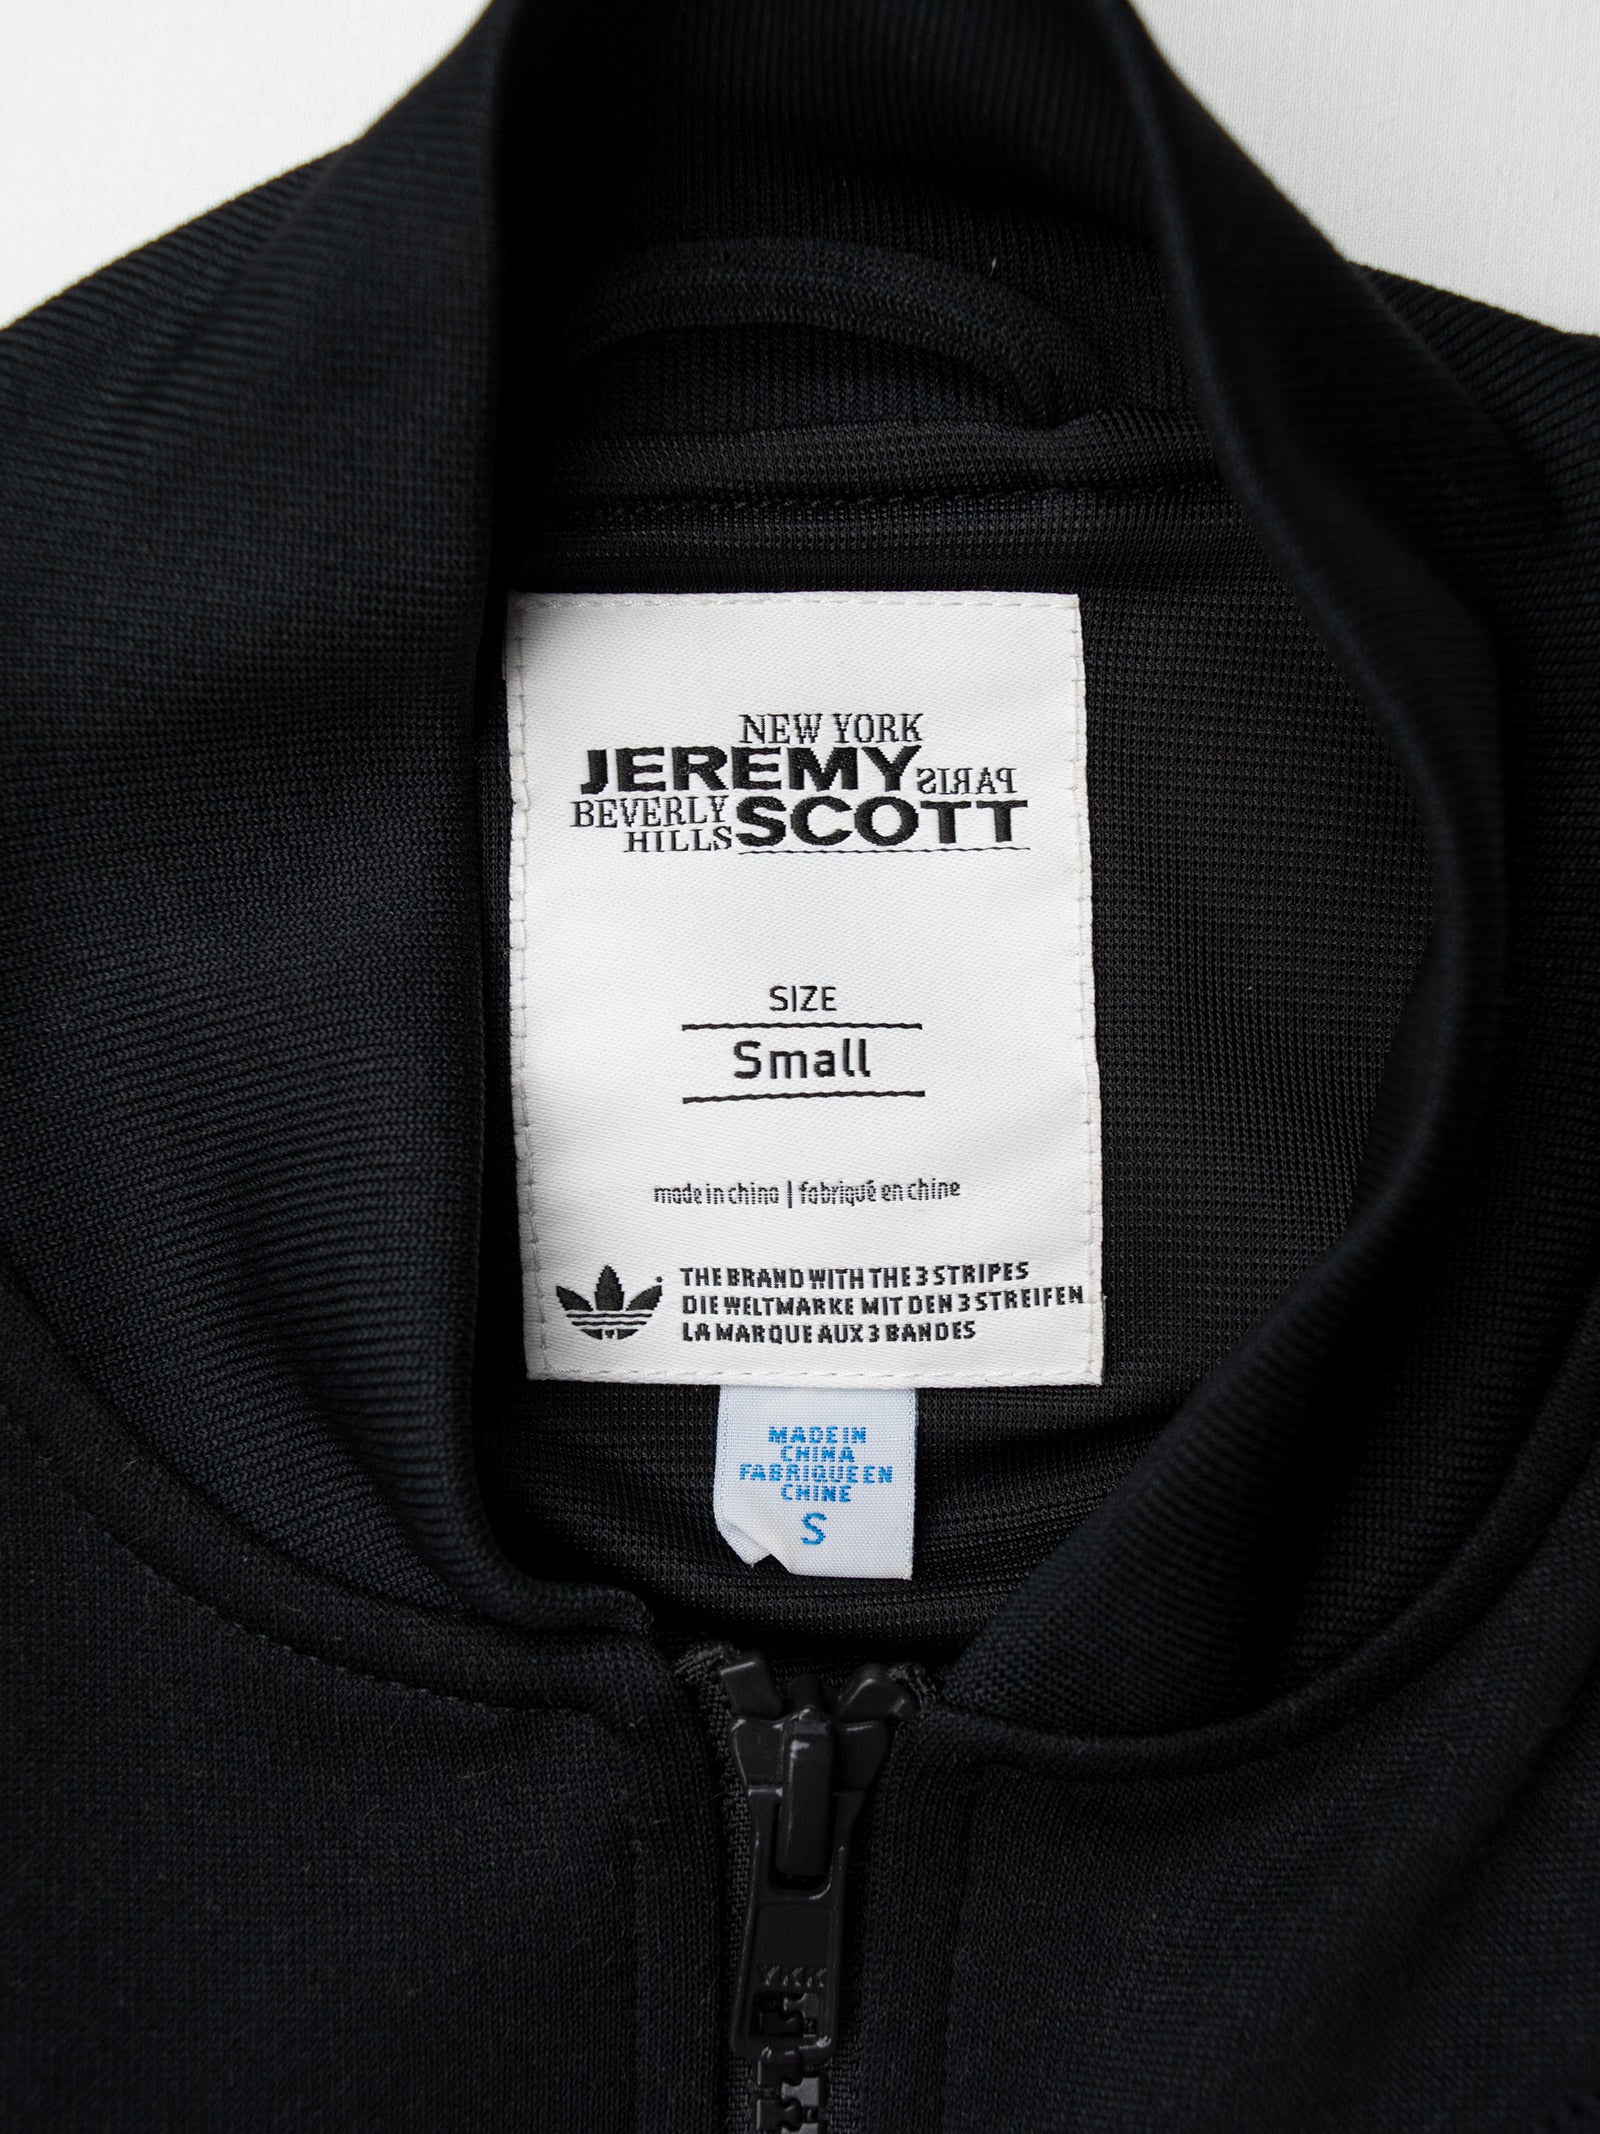 NEW YORK
JEREMY PARIS
BEVERLY HILLS SCOTT
SIZE
Small
made in china | fabriqué en chine
THE BRAND WITH THE 3 STRIPES
DIE WELTMARKE MIT DEN 3 STREIFEN
LA MARQUE AUX 3 BANDES
MADE IN
CHINA
FABRIQUE EN
CHINE
S
YKK